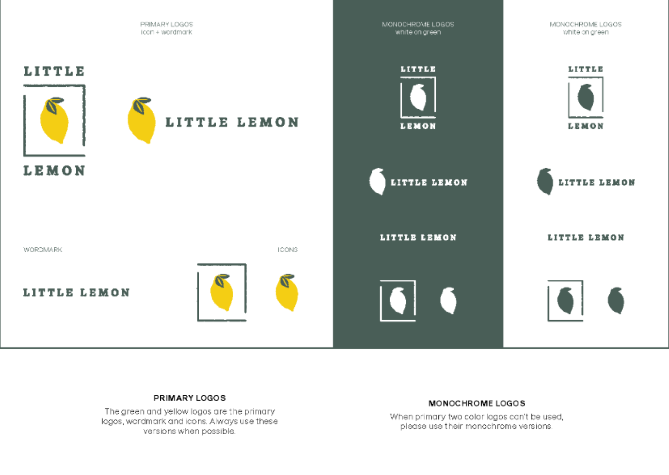 PRIMARY LOGOS
icon + wordmark
LITTLE
LEMON
LITTLE LEMON
WORDMARK
ICONS
LITTLE LEMON
MONOCHROME LOGOS
white on green
LITTLE
LEMON
LITTLE LEMON
LITTLE LEMON
MONOCHROME LOGOS
white on green
LITTLE
LEMON
LITTLE LEMON
LITTLE LEMON
PRIMARY LOGOS
The green and yellow logos are the primary
logos, wordmark and icons. Always use these
versions when possible.
MONOCHROME LOGOS
When primary two color logos can't be used,
please use their monochrome versions.